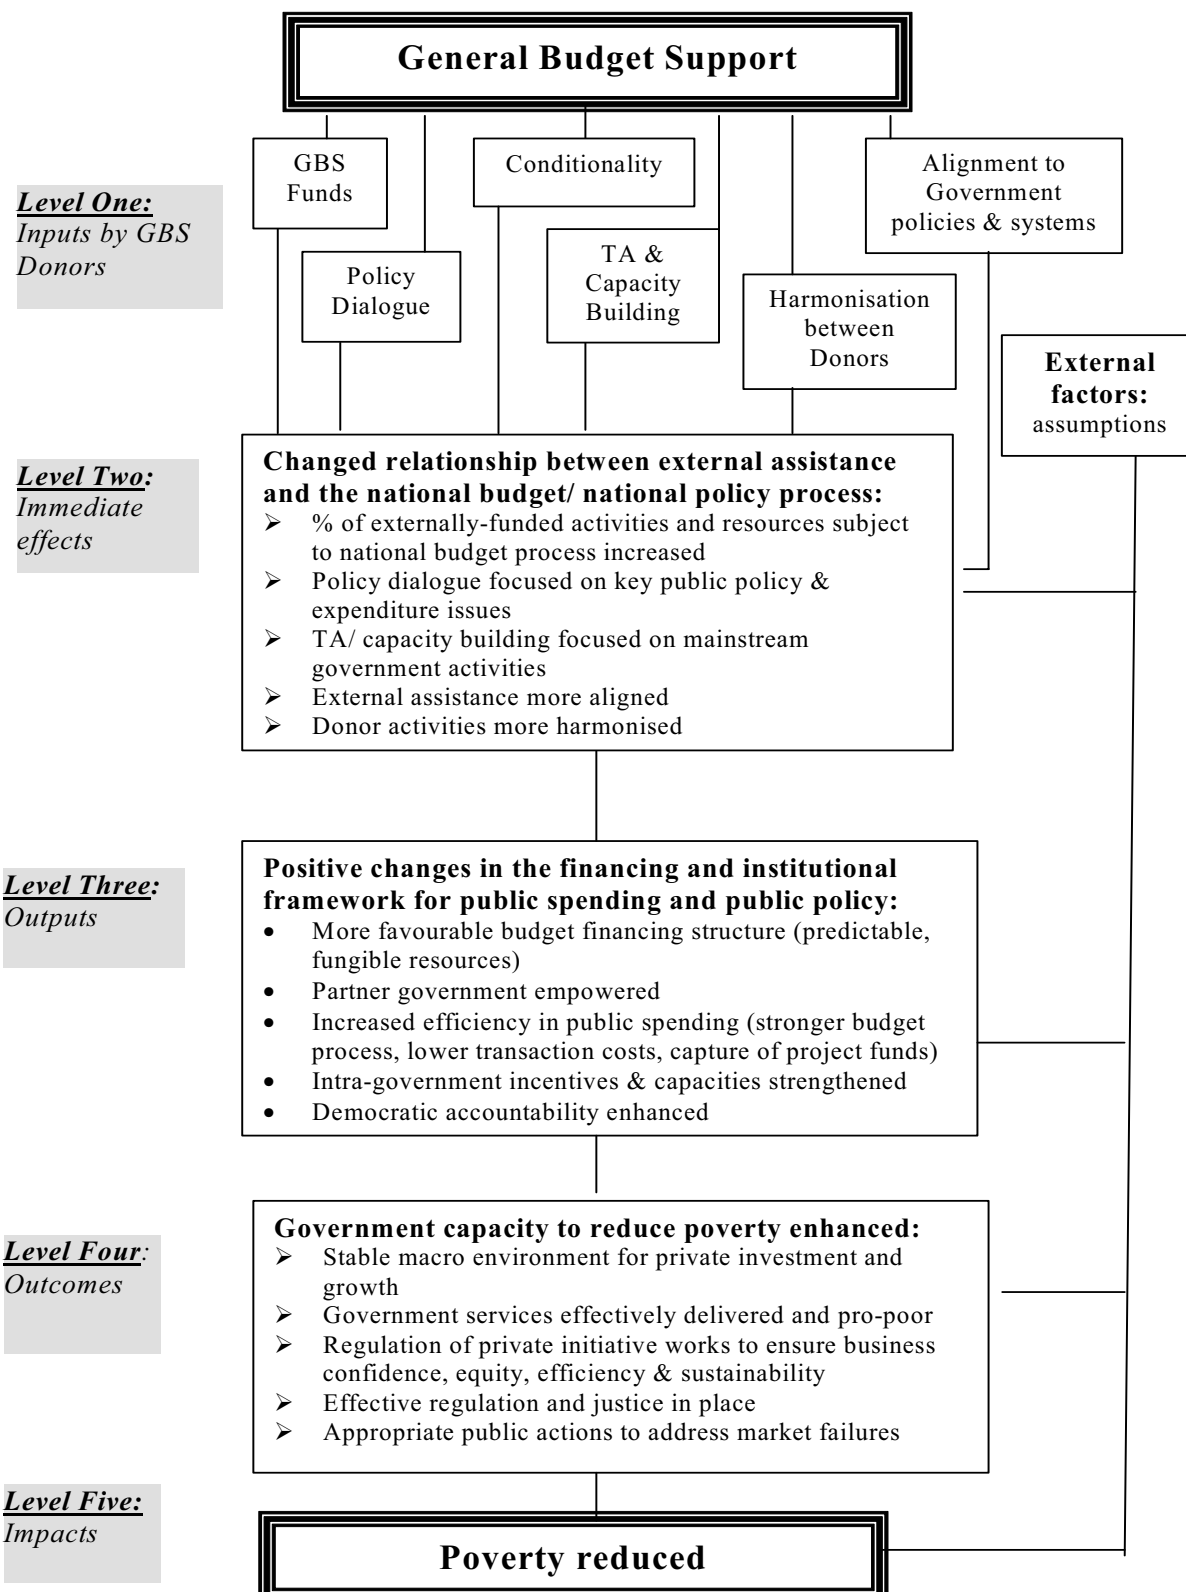 General Budget Support
GBS
Funds
Conditionality
Alignment to
Government
policies & systems
Level One:
Inputs by GBS
Donors
Policy
Dialogue
TA &
Capacity
Building
Harmonisation
between
Donors
External
factors:
assumptions
Level Two:
Immediate
effects
Changed relationship between external assistance
and the national budget/ national policy process:
➢ % of externally-funded activities and resources subject
to national budget process increased
➢ Policy dialogue focused on key public policy &
expenditure issues
➢ TA/ capacity building focused on mainstream
government activities
➢ External assistance more aligned
➢ Donor activities more harmonised
Level Three:
Outputs
Positive changes in the financing and institutional
framework for public spending and public policy:
• More favourable budget financing structure (predictable,
fungible resources)
• Partner government empowered
• Increased efficiency in public spending (stronger budget
process, lower transaction costs, capture of project funds)
• Intra-government incentives & capacities strengthened
• Democratic accountability enhanced
Level Four:
Outcomes
Government capacity to reduce poverty enhanced:
➢ Stable macro environment for private investment and
growth
➢ Government services effectively delivered and pro-poor
➢ Regulation of private initiative works to ensure business
confidence, equity, efficiency & sustainability
➢ Effective regulation and justice in place
➢ Appropriate public actions to address market failures
Level Five:
Impacts
Poverty reduced